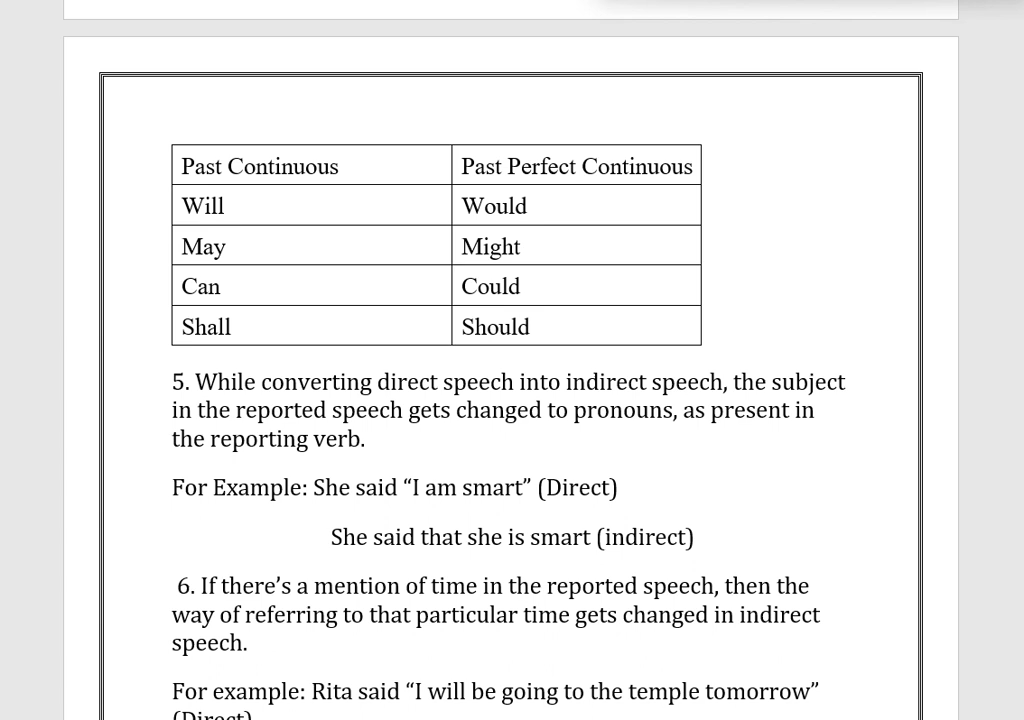 Past Continuous Past Perfect Continuous
Will Would
May Might
Can Could
Shall Should
5. While converting direct speech into indirect speech, the subject
in the reported speech gets changed to pronouns, as present in
the reporting verb.
For Example: She said “I am smart” (Direct)
She said that she is smart (indirect)
6. If there’s a mention of time in the reported speech, then the
way of referring to that particular time gets changed in indirect
speech.
For example: Rita said “I will be going to the temple tomorrow”
(Direct)